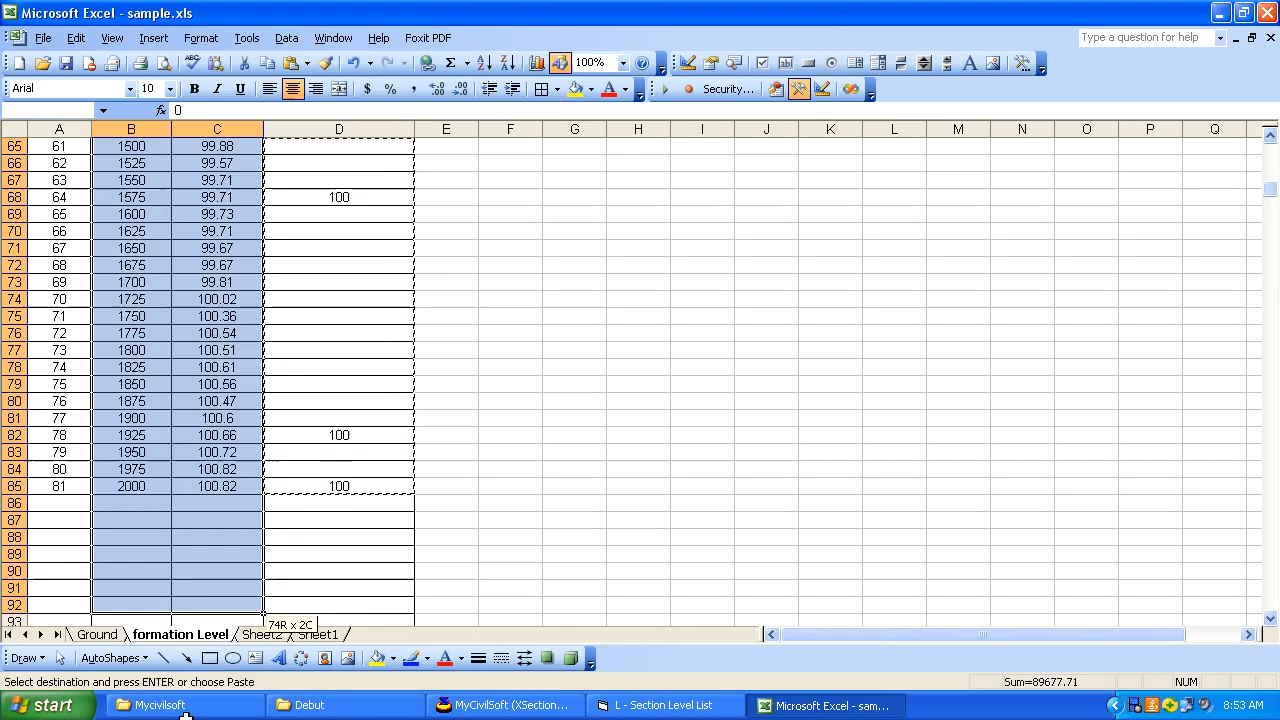 Microsoft Excel - sample.xls
File Edit View Insert Format Tools Data Window Help Foxit PDF
Type a question for help
100%
Security...
Arial 10 B I U $ % ,
fx 0
A B C D E F G H I J K L M N O P Q
65 61 1500 99.88
66 62 1525 99.57
67 63 1550 99.71
68 64 1575 99.71 100
69 65 1600 99.73
70 66 1625 99.71
71 67 1650 99.67
72 68 1675 99.67
73 69 1700 99.81
74 70 1725 100.02
75 71 1750 100.36
76 72 1775 100.54
77 73 1800 100.51
78 74 1825 100.61
79 75 1850 100.56
80 76 1875 100.47
81 77 1900 100.6
82 78 1925 100.66 100
83 79 1950 100.72
84 80 1975 100.82
85 81 2000 100.82 100
86
87
88
89
90
91
92
93
74R x 2C
Ground formation Level Sheet2 Sheet1
Draw AutoShapes
Select destination and press ENTER or choose Paste Sum=89677.71 NUM
start Mycivilsoft Debut MyCivilSoft (XSection... L - Section Level List Microsoft Excel - sam... 8:53 AM